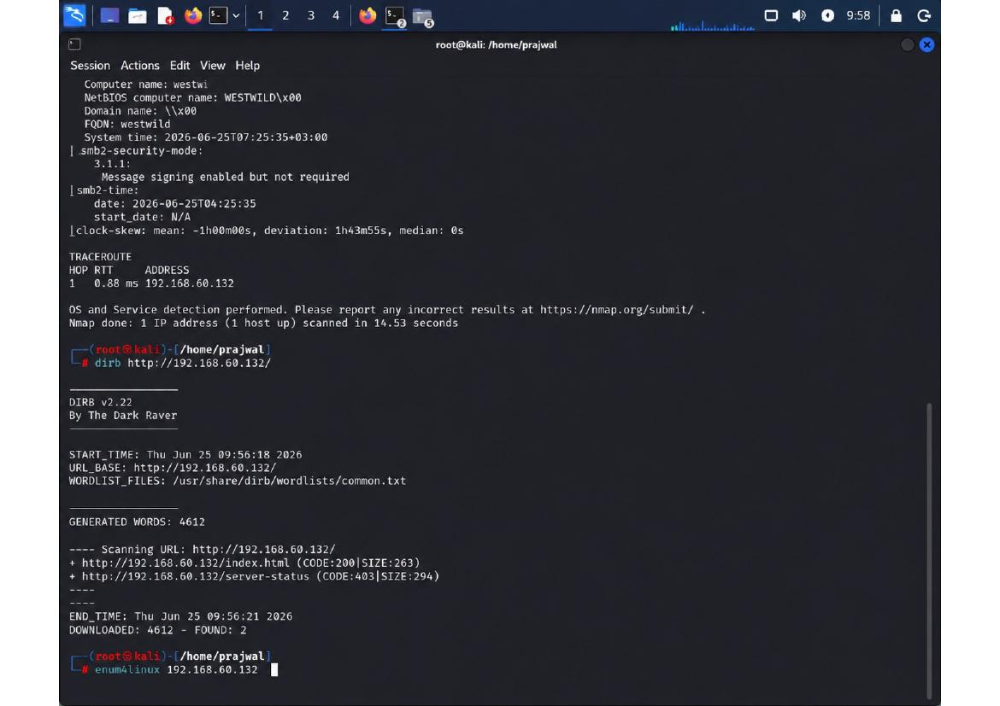 1 2 3 4 2 5 9:58
root@kali: /home/prajwal
Session Actions Edit View Help
Computer name: westwi
NetBIOS computer name: WESTWILD\x00
Domain name: \\x00
FQDN: westwild
System time: 2026-06-25T07:25:35+03:00
| smb2-security-mode:
3.1.1:
Message signing enabled but not required
| smb2-time:
date: 2026-06-25T04:25:35
start_date: N/A
|_clock-skew: mean: -1h00m00s, deviation: 1h43m55s, median: 0s
TRACEROUTE
HOP RTT ADDRESS
1 0.88 ms 192.168.60.132
OS and Service detection performed. Please report any incorrect results at https://nmap.org/submit/ .
Nmap done: 1 IP address (1 host up) scanned in 14.53 seconds
┌──(root㉿kali)-[/home/prajwal]
└─# dirb http://192.168.60.132/
DIRB v2.22
By The Dark Raver
START_TIME: Thu Jun 25 09:56:18 2026
URL_BASE: http://192.168.60.132/
WORDLIST_FILES: /usr/share/dirb/wordlists/common.txt
GENERATED WORDS: 4612
---- Scanning URL: http://192.168.60.132/
+ http://192.168.60.132/index.html (CODE:200|SIZE:263)
+ http://192.168.60.132/server-status (CODE:403|SIZE:294)
----
----
END_TIME: Thu Jun 25 09:56:21 2026
DOWNLOADED: 4612 - FOUND: 2
┌──(root㉿kali)-[/home/prajwal]
└─# enum4linux 192.168.60.132